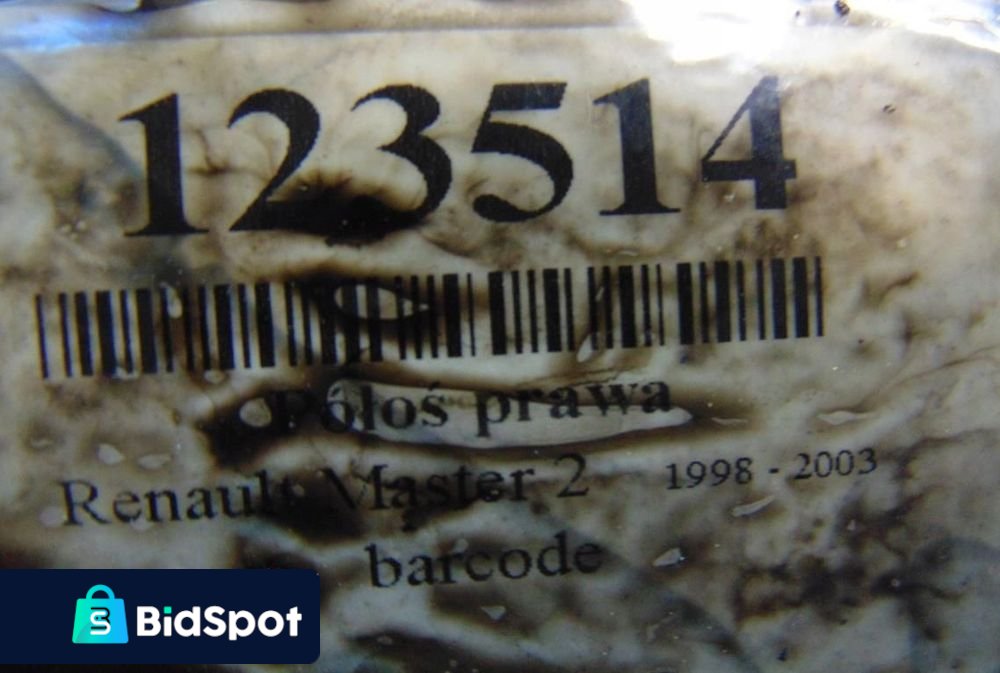 123514
Półoś prawa
Renault Master 2 1998 - 2003
barcode
BidSpot